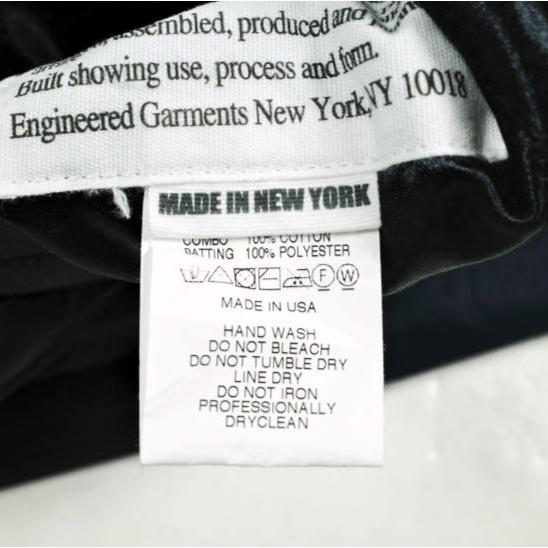 assembled, produced and
Built showing use, process and form.
Engineered Garments New York, NY 10018
MADE IN NEW YORK
COMBO 100% COTTON
BATTING 100% POLYESTER
F W
MADE IN USA
HAND WASH
DO NOT BLEACH
DO NOT TUMBLE DRY
LINE DRY
DO NOT IRON
PROFESSIONALLY
DRYCLEAN